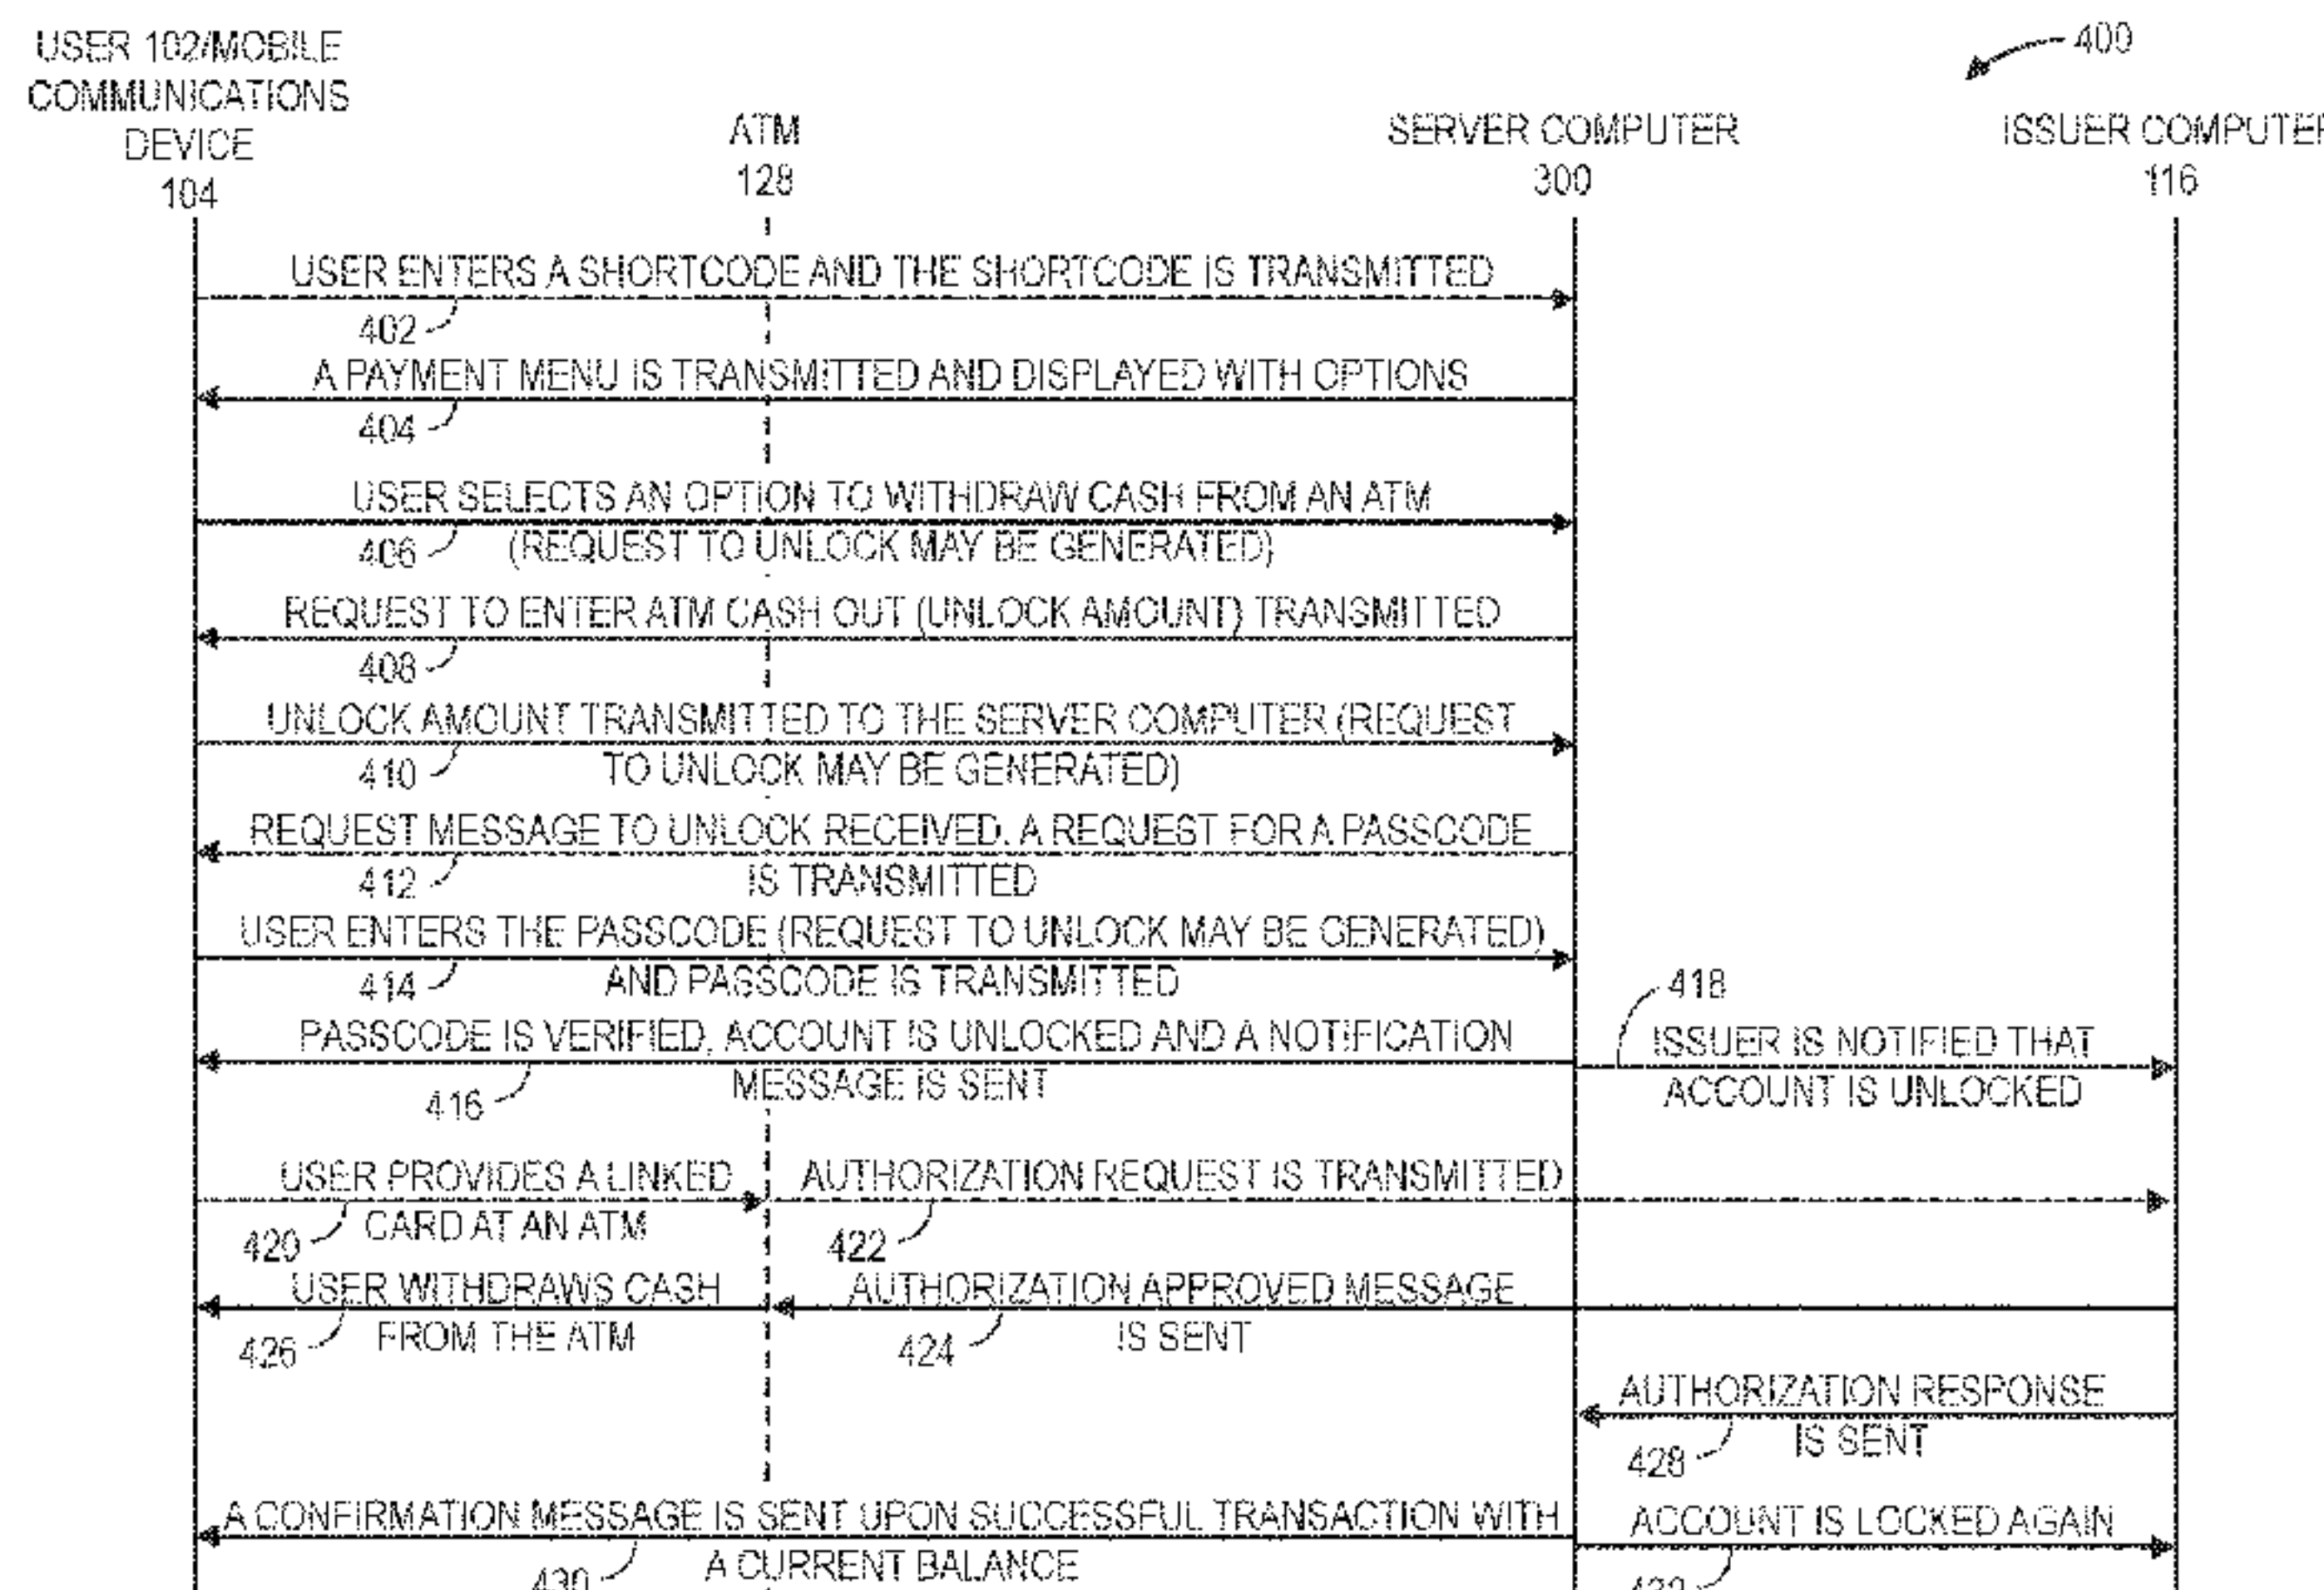 400
USER 102/MOBILE
COMMUNICATIONS
DEVICE
104
ATM
128
SERVER COMPUTER
300
ISSUER COMPUTER
116
USER ENTERS A SHORTCODE AND THE SHORTCODE IS TRANSMITTED
402
A PAYMENT MENU IS TRANSMITTED AND DISPLAYED WITH OPTIONS
404
USER SELECTS AN OPTION TO WITHDRAW CASH FROM AN ATM
406
(REQUEST TO UNLOCK MAY BE GENERATED)
REQUEST TO ENTER ATM CASH OUT (UNLOCK AMOUNT) TRANSMITTED
408
UNLOCK AMOUNT TRANSMITTED TO THE SERVER COMPUTER (REQUEST
410
TO UNLOCK MAY BE GENERATED)
REQUEST MESSAGE TO UNLOCK RECEIVED. A REQUEST FOR A PASSCODE
412
IS TRANSMITTED
USER ENTERS THE PASSCODE (REQUEST TO UNLOCK MAY BE GENERATED)
414
AND PASSCODE IS TRANSMITTED
PASSCODE IS VERIFIED, ACCOUNT IS UNLOCKED AND A NOTIFICATION
416
MESSAGE IS SENT
418
ISSUER IS NOTIFIED THAT
ACCOUNT IS UNLOCKED
USER PROVIDES A LINKED
420
CARD AT AN ATM
AUTHORIZATION REQUEST IS TRANSMITTED
422
USER WITHDRAWS CASH
426
FROM THE ATM
AUTHORIZATION APPROVED MESSAGE
424
IS SENT
AUTHORIZATION RESPONSE
428
IS SENT
A CONFIRMATION MESSAGE IS SENT UPON SUCCESSFUL TRANSACTION WITH
430
A CURRENT BALANCE
ACCOUNT IS LOCKED AGAIN
432